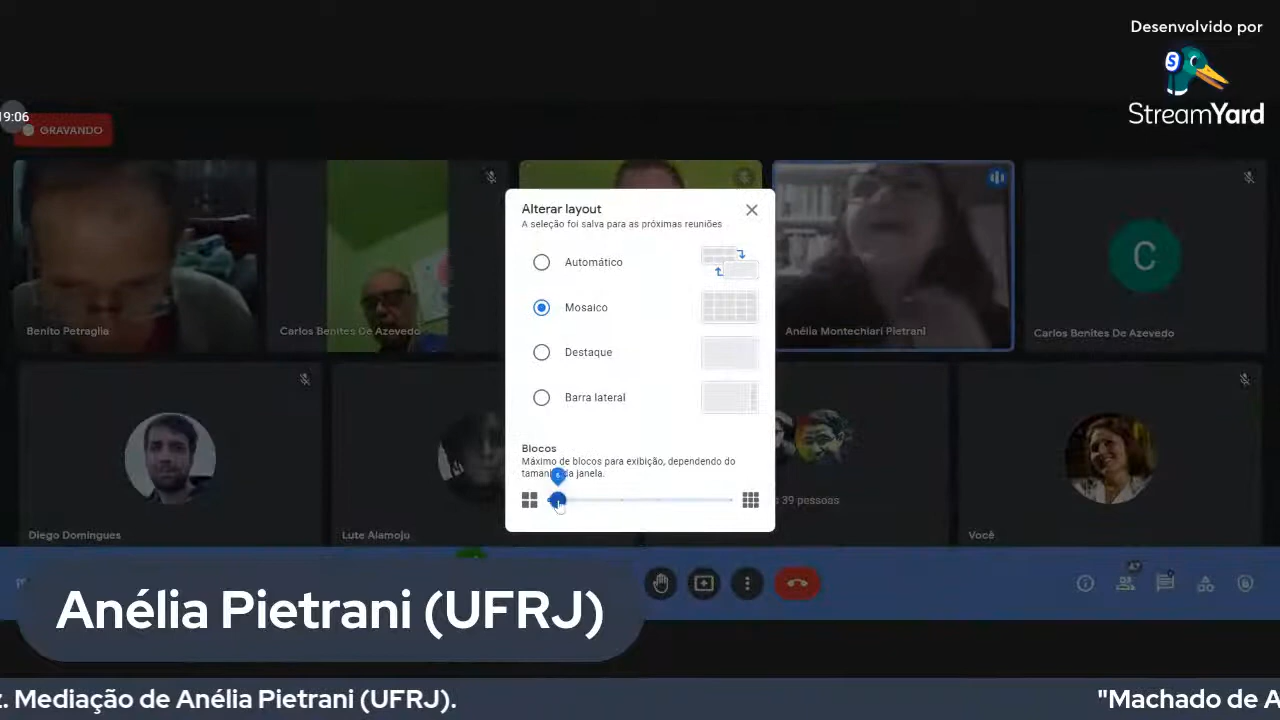 Desenvolvido por
StreamYard
19:06
GRAVANDO
Alterar layout
A seleção foi salva para as próximas reuniões
Automático
Mosaico
Destaque
Barra lateral
Blocos
Máximo de blocos para exibição, dependendo do
da janela.
Benito Petraglia
Carlos Benites De Azevedo
Anélia Montechiari Pietrani
C
Carlos Benites De Azevedo
39 pessoas
Diego Domingues
Lute Alamoju
Você
47
Anélia Pietrani (UFRJ)
z. Mediação de Anélia Pietrani (UFRJ).
"Machado de A